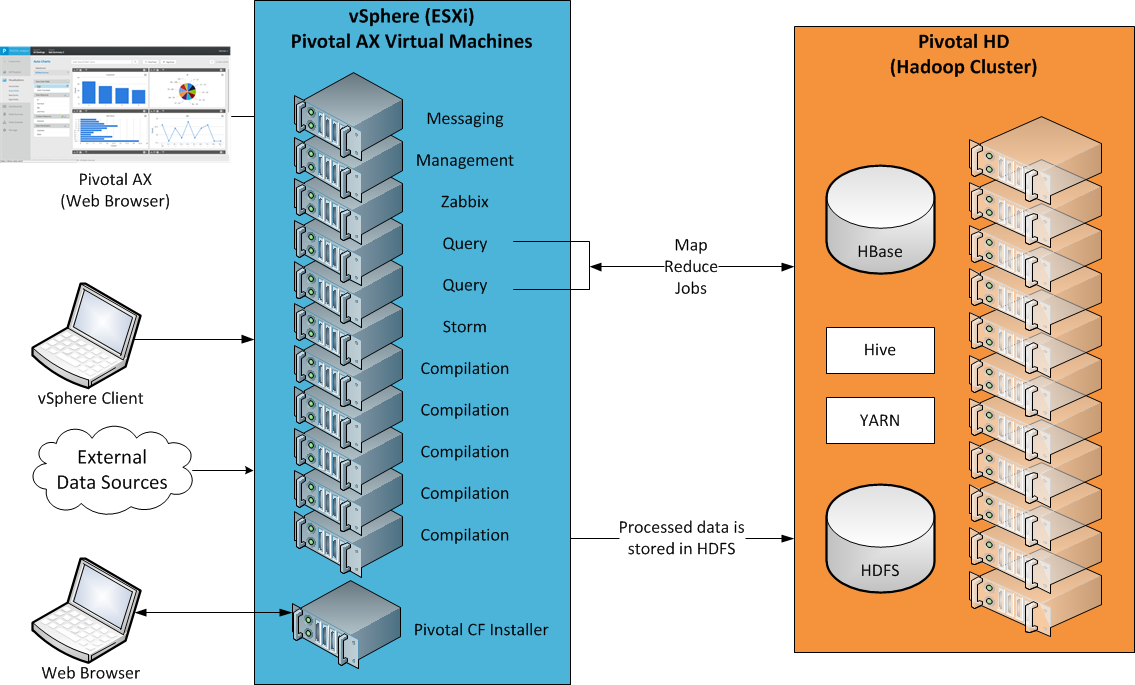 vSphere (ESXi)
Pivotal AX Virtual Machines
Pivotal HD
(Hadoop Cluster)
Pivotal AX
(Web Browser)
Messaging
Management
Zabbix
Query
Query
Storm
Compilation
Compilation
Compilation
Compilation
Compilation
Pivotal CF Installer
vSphere Client
External
Data Sources
Web Browser
Map
Reduce
Jobs
Processed data is
stored in HDFS
HBase
Hive
YARN
HDFS